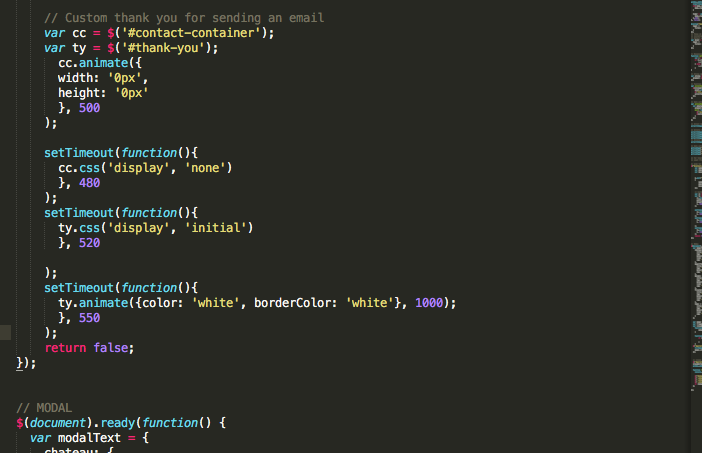 // Custom thank you for sending an email
var cc = $('#contact-container');
var ty = $('#thank-you');
cc.animate({
width: '0px',
height: '0px'
}, 500
);
setTimeout(function(){
cc.css('display', 'none')
}, 480
);
setTimeout(function(){
ty.css('display', 'initial')
}, 520
);
setTimeout(function(){
ty.animate({color: 'white', borderColor: 'white'}, 1000);
}, 550
);
return false;
});
// MODAL
$(document).ready(function() {
var modalText = {
chateau: {